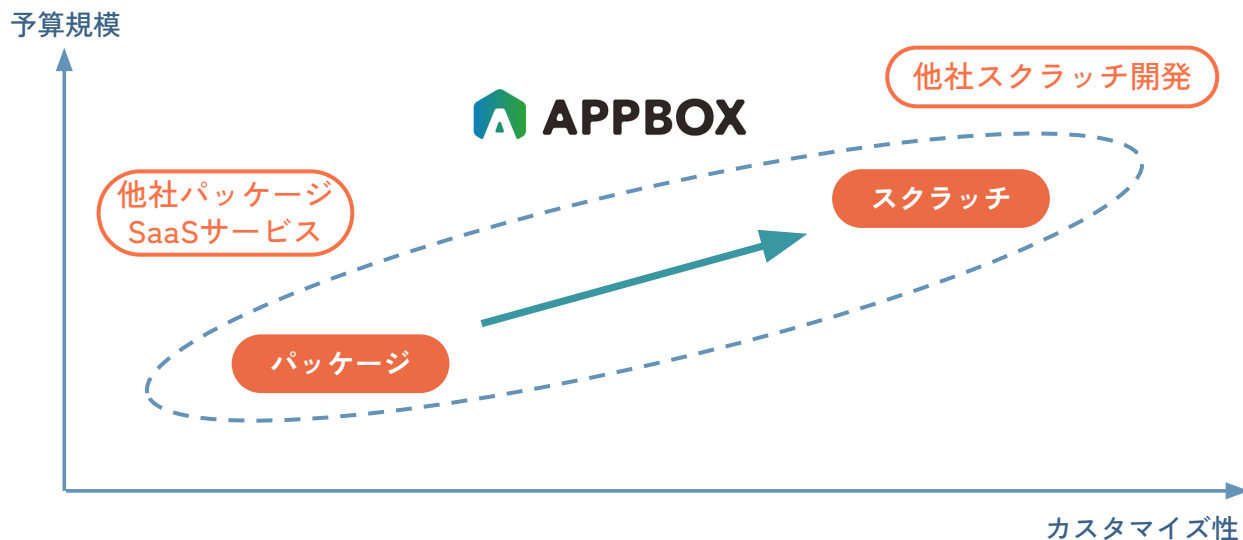 予算規模
他社スクラッチ開発
APPBOX
他社パッケージ
SaaSサービス
スクラッチ
パッケージ
カスタマイズ性